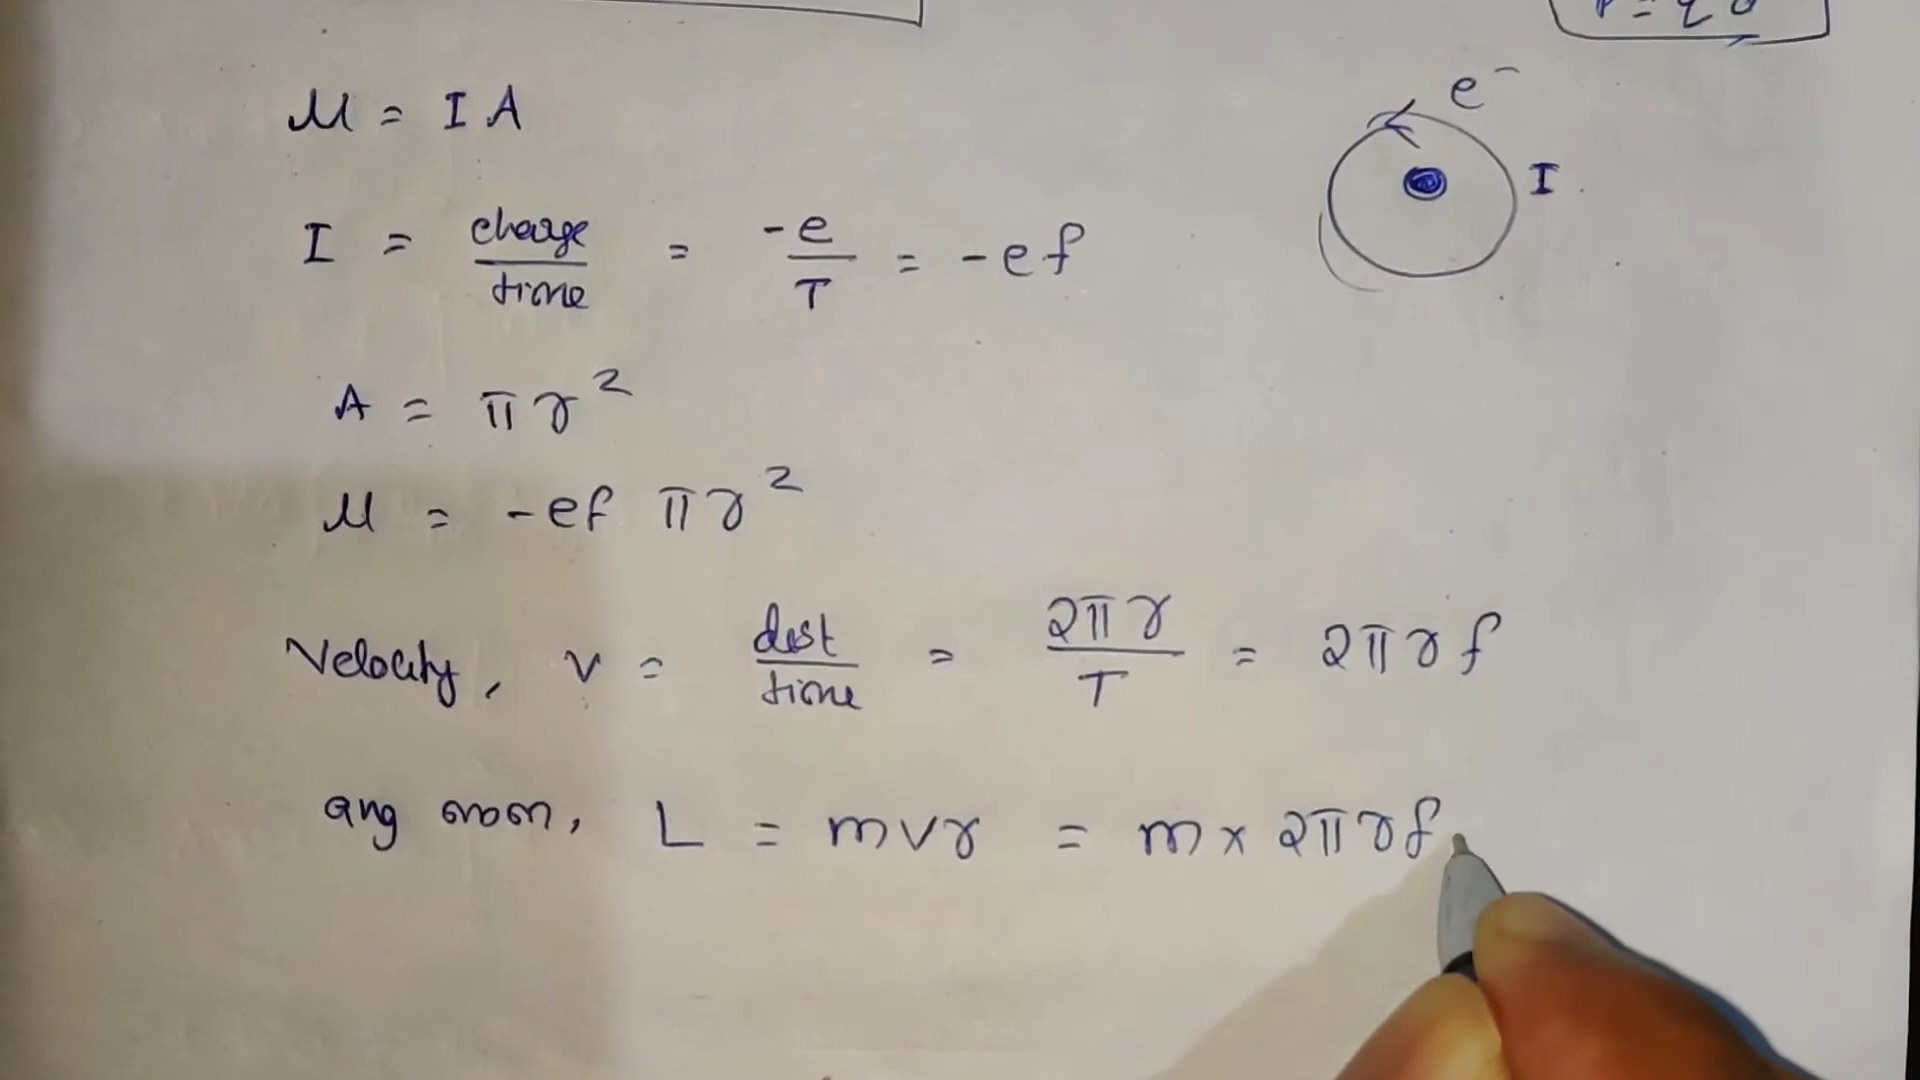 e⁻
μ = I A
I
I = charge/time = -e/T = -ef
A = πr²
μ = -ef πr²
Velocity, v = dist/time = 2πr/T = 2πrf
ang mom, L = mvr = m x 2πrf